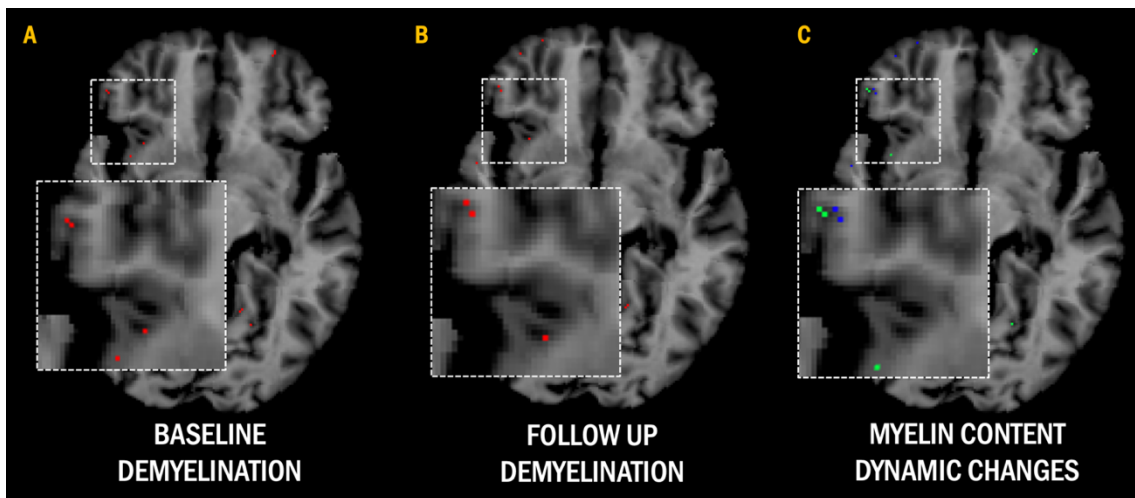 A
B
C
BASELINE
DEMYELINATION
FOLLOW UP
DEMYELINATION
MYELIN CONTENT
DYNAMIC CHANGES